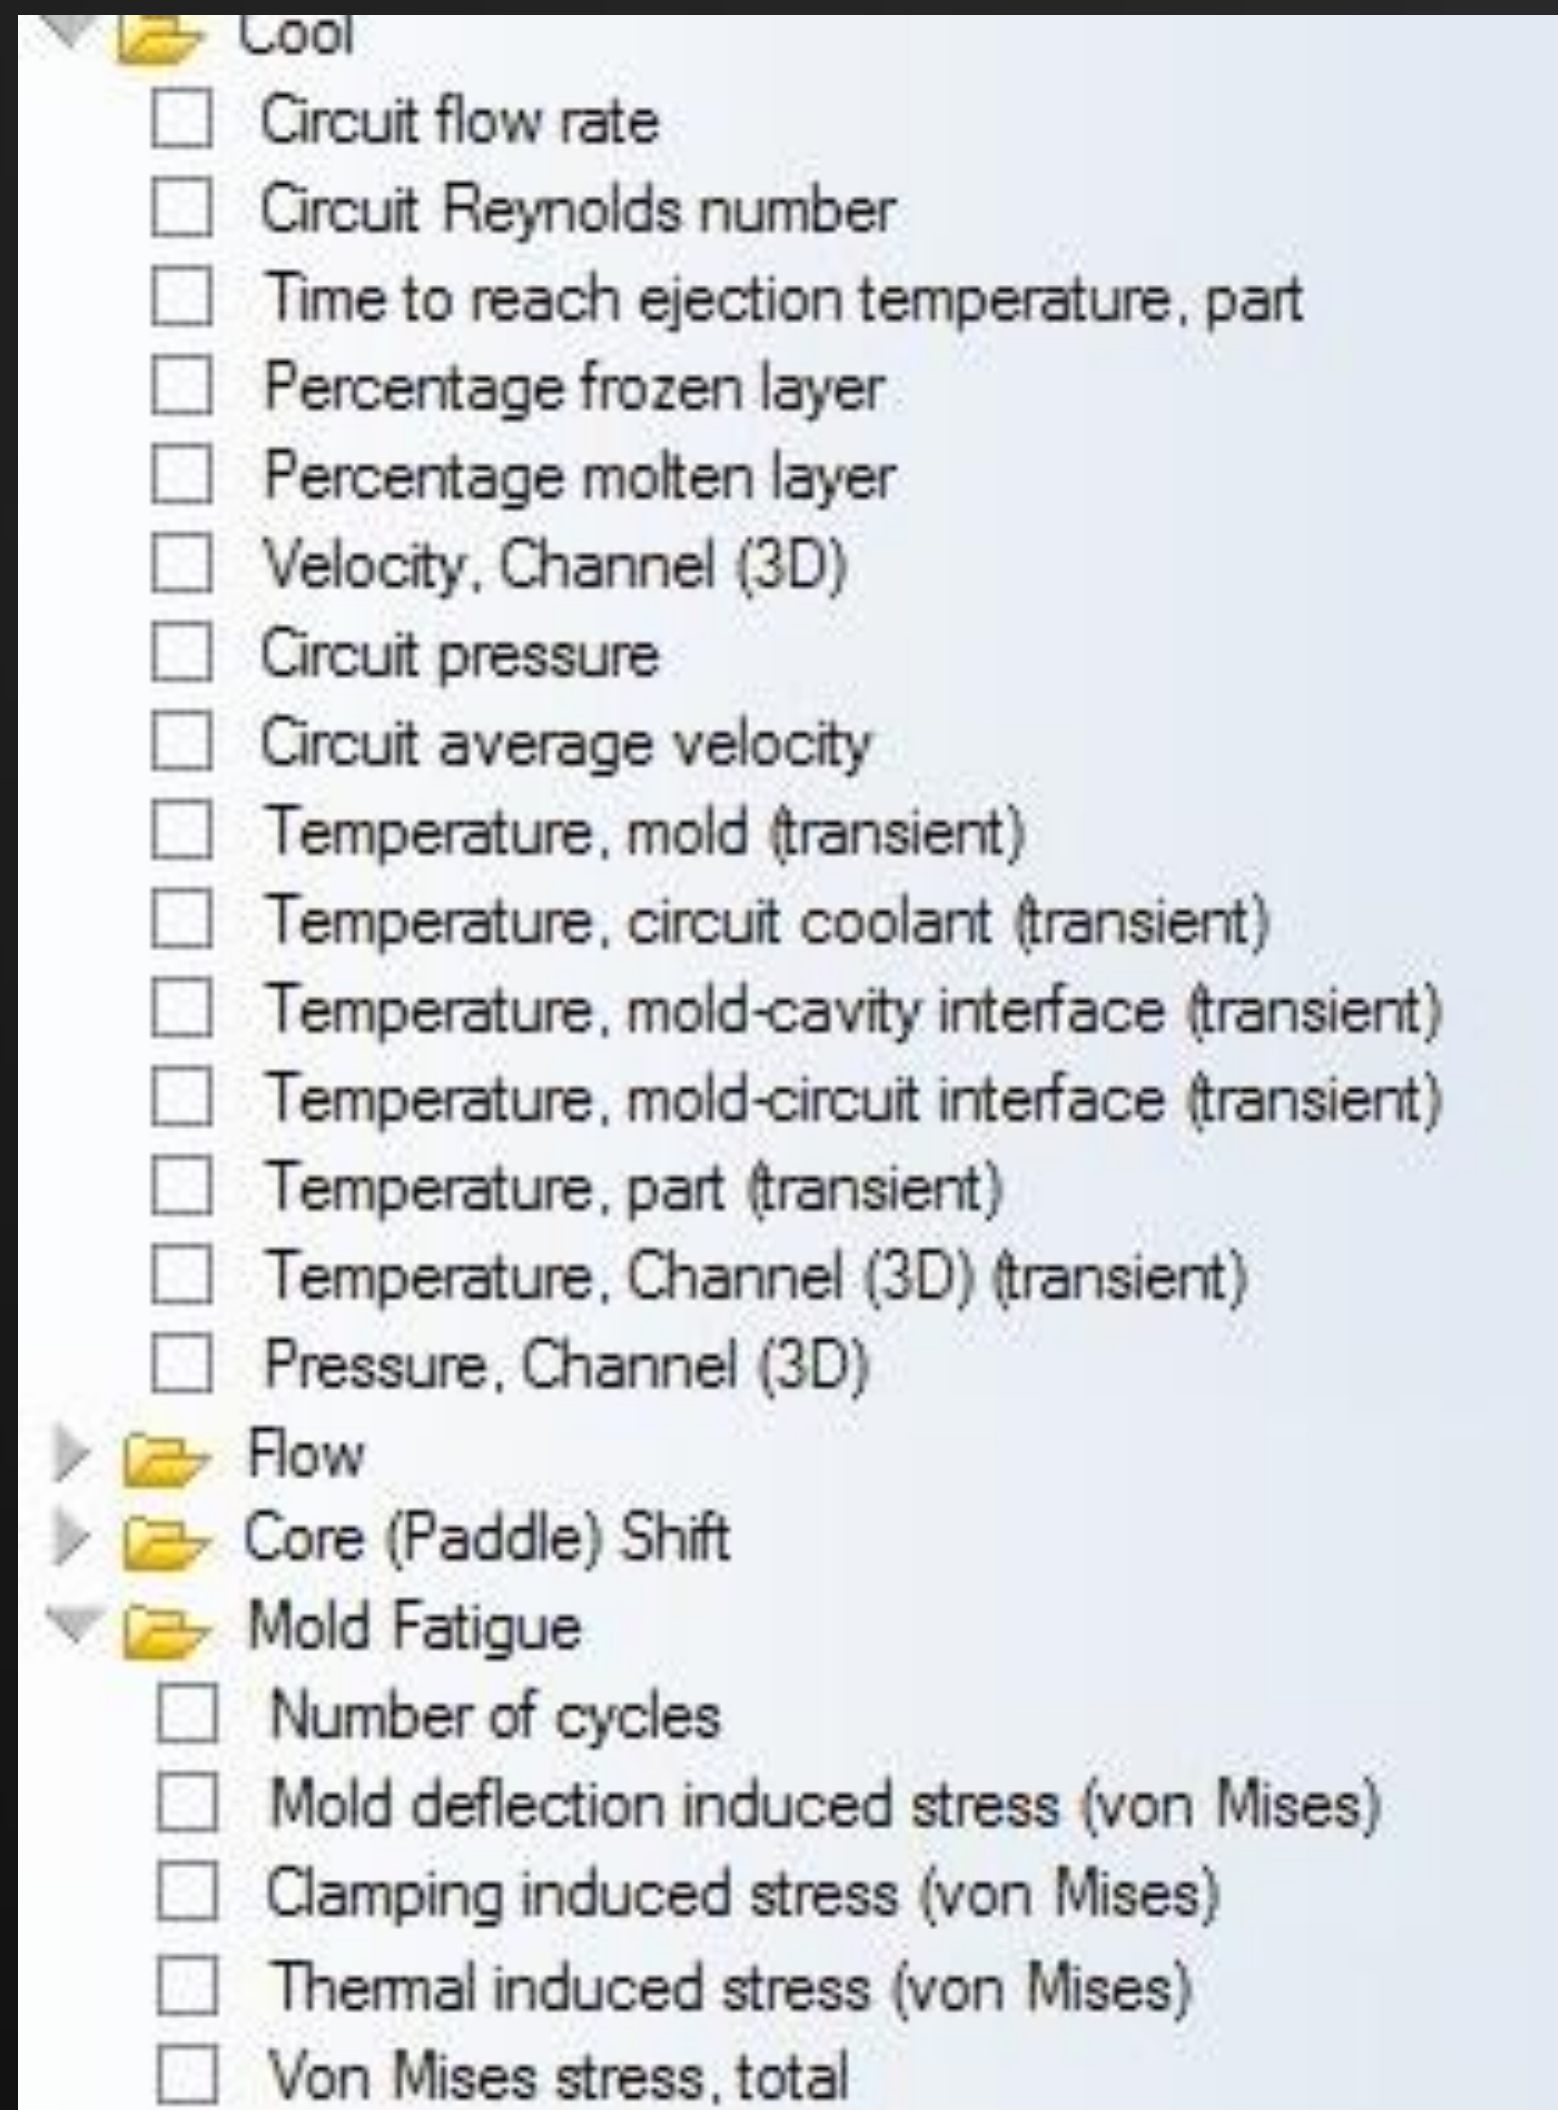 Cool
Circuit flow rate
Circuit Reynolds number
Time to reach ejection temperature, part
Percentage frozen layer
Percentage molten layer
Velocity, Channel (3D)
Circuit pressure
Circuit average velocity
Temperature, mold (transient)
Temperature, circuit coolant (transient)
Temperature, mold-cavity interface (transient)
Temperature, mold-circuit interface (transient)
Temperature, part (transient)
Temperature, Channel (3D) (transient)
Pressure, Channel (3D)
Flow
Core (Paddle) Shift
Mold Fatigue
Number of cycles
Mold deflection induced stress (von Mises)
Clamping induced stress (von Mises)
Thermal induced stress (von Mises)
Von Mises stress, total